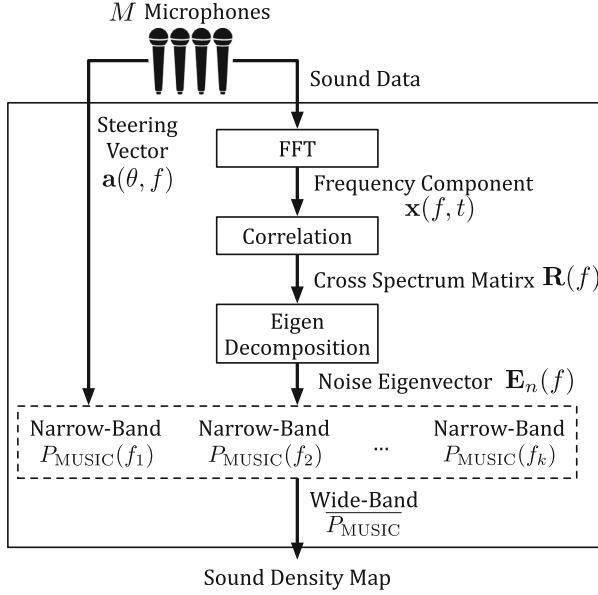 M Microphones
Sound Data
Steering
Vector
a(θ, f)
FFT
Frequency Component
x(f, t)
Correlation
Cross Spectrum Matirx R(f)
Eigen
Decomposition
Noise Eigenvector E_n(f)
Narrow-Band Narrow-Band ... Narrow-Band
P_MUSIC(f_1) P_MUSIC(f_2) P_MUSIC(f_k)
Wide-Band
\overline{P_MUSIC}
Sound Density Map